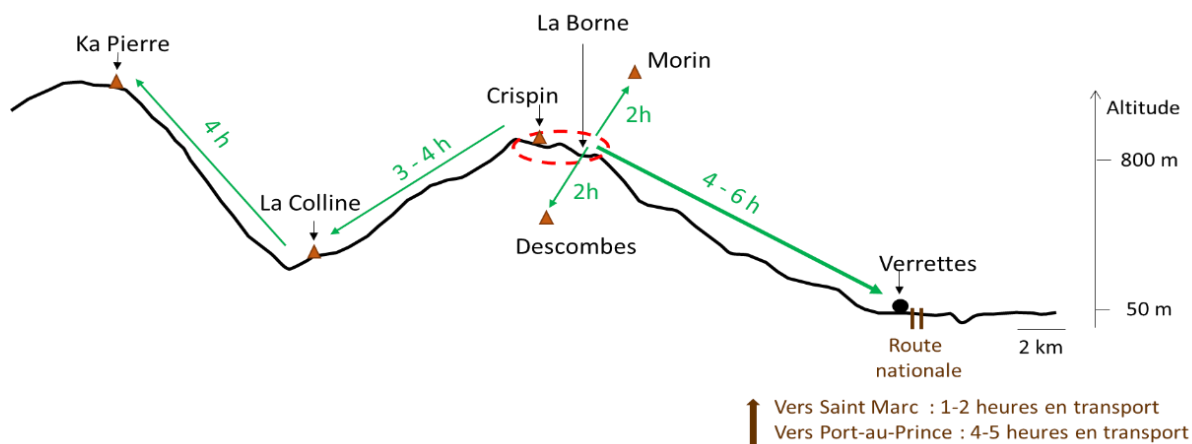 La Borne
Ka Pierre
Morin
Crispin
Altitude
2h
4 h
800 m
3 - 4 h
4 - 6 h
La Colline
2h
Descombes
Verrettes
50 m
Route
nationale
2 km
Vers Saint Marc : 1-2 heures en transport
Vers Port-au-Prince : 4-5 heures en transport